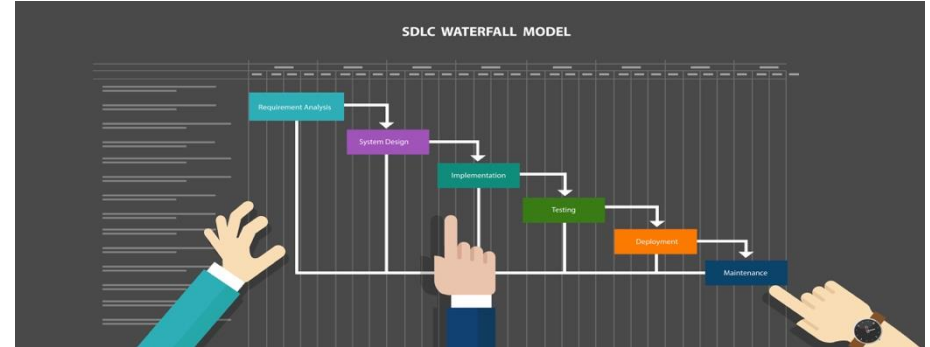 SDLC WATERFALL MODEL
Requirement Analysis
System Design
Implementation
Testing
Deployment
Maintenance